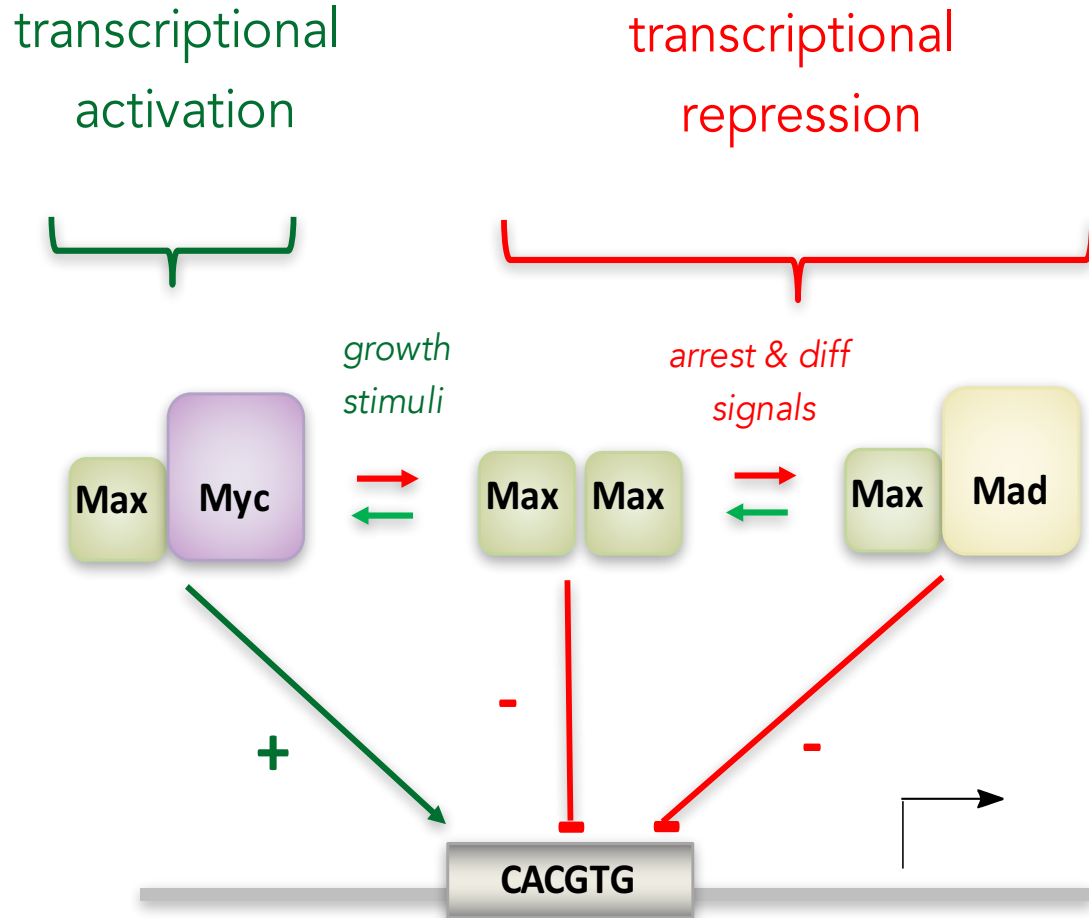 transcriptional
activation
transcriptional
repression
growth
stimuli
arrest & diff
signals
Max
Myc
Max
Max
Max
Mad
+
-
-
CACGTG